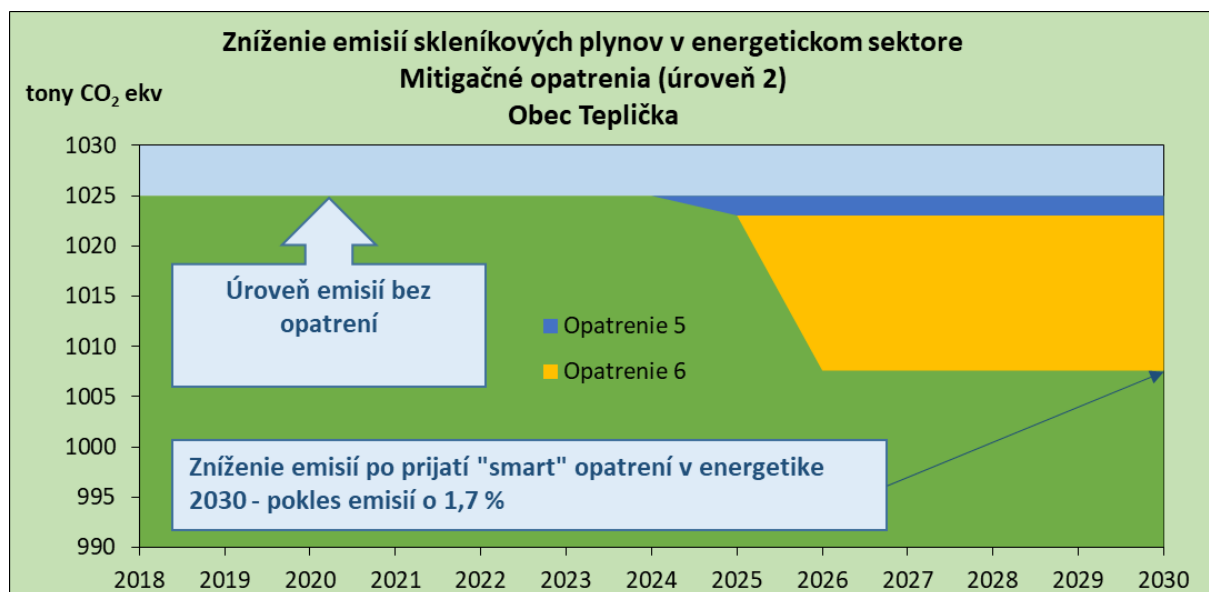 Zníženie emisií skleníkových plynov v energetickom sektore
Mitigačné opatrenia (úroveň 2)
Obec Teplička
tony CO₂ ekv
1030
1025
1020
1015
1010
1005
1000
995
990
Úroveň emisií bez
opatrení
Opatrenie 5
Opatrenie 6
Zníženie emisií po prijatí "smart" opatrení v energetike
2030 - pokles emisií o 1,7 %
2018 2019 2020 2021 2022 2023 2024 2025 2026 2027 2028 2029 2030